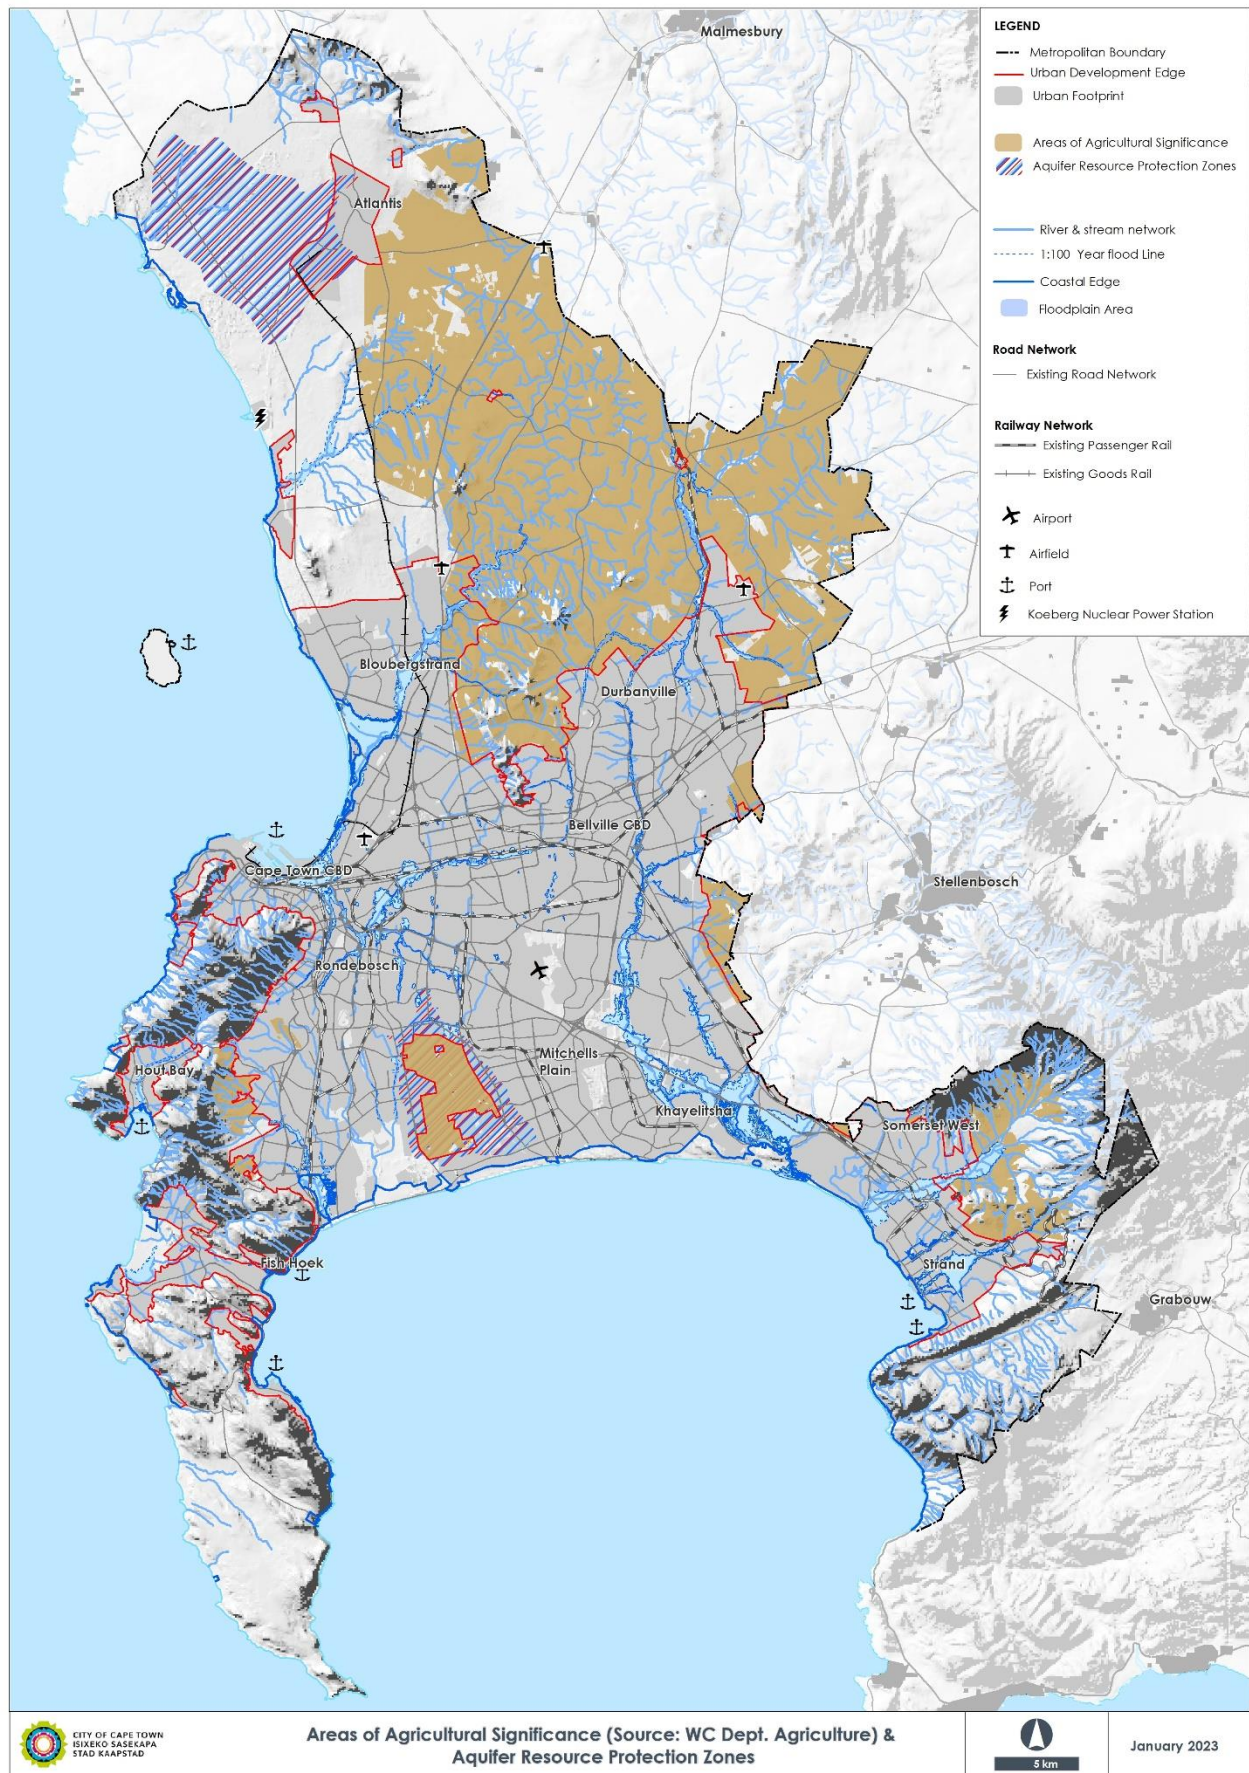 Malmesbury
LEGEND
Metropolitan Boundary
Urban Development Edge
Urban Footprint
Areas of Agricultural Significance
Aquifer Resource Protection Zones
River & stream network
1:100 Year flood Line
Coastal Edge
Floodplain Area
Road Network
Existing Road Network
Railway Network
Existing Passenger Rail
Existing Goods Rail
Airport
Airfield
Port
Koeberg Nuclear Power Station
Atlantis
Bloubergstrand
Durbanville
Bellville CBD
Cape Town CBD
Stellenbosch
Rondebosch
Mitchells
Plain
Hout Bay
Khayelitsha
Somerset West
Fish Hoek
Strand
Grabouw
CITY OF CAPE TOWN
ISIXEKO SASEKAPA
STAD KAAPSTAD
Areas of Agricultural Significance (Source: WC Dept. Agriculture) &
Aquifer Resource Protection Zones
5 km
January 2023